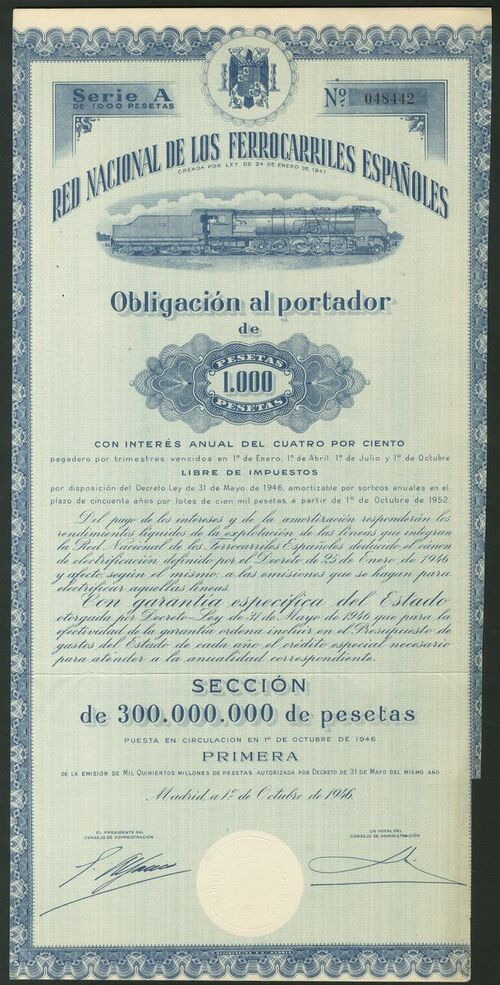 Serie A
DE 1000 PESETAS
Nº. 048442
RED NACIONAL DE LOS FERROCARRILES ESPAÑOLES
CREADA POR LEY DE 24 DE ENERO DE 1941
Obligación al portador
de
PESETAS
1.000
PESETAS
CON INTERÉS ANUAL DEL CUATRO POR CIENTO
pagadero por trimestres vencidos en 1º de Enero, 1º de Abril, 1º de Julio y 1º de Octubre
LIBRE DE IMPUESTOS
por disposición del Decreto Ley de 31 de Mayo de 1946, amortizable por sorteos anuales en el
plazo de cincuenta años por lotes de cien mil pesetas, a partir de 1º de Octubre de 1952.
Del pago de los intereses y de la amortización responderán los
rendimientos líquidos de la explotación de las líneas que integran
la Red Nacional de los Ferrocarriles Españoles deducido el canon
de electrificación definido por el Decreto de 25 de Enero de 1946
y afecto, según el mismo, a las emisiones que se hagan para
electrificar aquellas líneas.
Con garantía específica del Estado
otorgada por Decreto-Ley de 31 de Mayo de 1946 que para la
efectividad de la garantía ordena incluir en el Presupuesto de
gastos del Estado de cada año el crédito especial necesario
para atender a la anualidad correspondiente.
SECCIÓN
de 300.000.000 de pesetas
PUESTA EN CIRCULACION EN 1º DE OCTUBRE DE 1946
PRIMERA
DE LA EMISION DE MIL QUINIENTOS MILLONES DE PESETAS AUTORIZADA POR DECRETO DE 31 DE MAYO DEL MISMO AÑO
Madrid, a 1º de Octubre de 1946.
EL PRESIDENTE DEL
CONSEJO DE ADMINISTRACIÓN
UN VOCAL DEL
CONSEJO DE ADMINISTRACIÓN